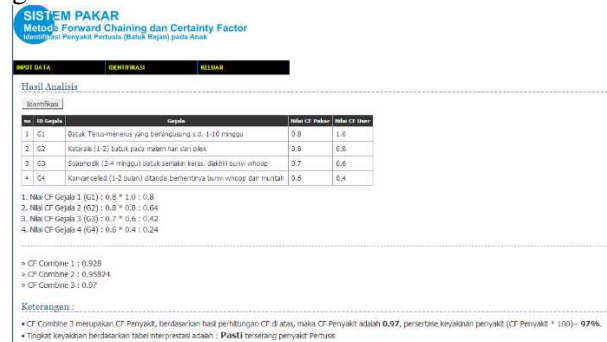 SISTEM PAKAR
Metode Forward Chaining dan Certainty Factor
Identifikasi Penyakit Pertusis (Batuk Rejan) pada Anak
INPUT DATA IDENTIFIKASI KELUAR
Hasil Analisis
Identifikasi
no ID Gejala Gejala Nilai CF Pakar Nilai CF User
1 G1 Batuk Terus-menerus yang berlangsung s.d. 1-10 minggu 0.8 1.0
2 G2 Kataralis (1-2) batuk pada malam hari dan pilek 0.8 0.8
3 G3 Spasmodik (2-4 minggu) batuk semakin keras, diakhiri bunyi whoop 0.7 0.6
4 G4 Konvarcelled (1-2 bulan) ditandai berhentinya bunyi whoop dan muntah 0.6 0.4
1. Nilai CF Gejala 1 (G1) : 0.8 * 1.0 : 0.8
2. Nilai CF Gejala 2 (G2) : 0.8 * 0.8 : 0.64
3. Nilai CF Gejala 3 (G3) : 0.7 * 0.6 : 0.42
4. Nilai CF Gejala 4 (G4) : 0.6 * 0.4 : 0.24
» CF Combine 1 : 0.928
» CF Combine 2 : 0.95824
» CF Combine 3 : 0.97
Keterangan :
• CF Combine 3 merupakan CF Penyakit, berdasarkan hasil perhitungan CF di atas, maka CF Penyakit adalah 0.97, persertase keyakinan penyakit (CF Penyakit * 100)= 97%.
• Tingkat keyakinan berdasarkan tabel interprestasi adalah : Pasti terserang penyakit Pertusis